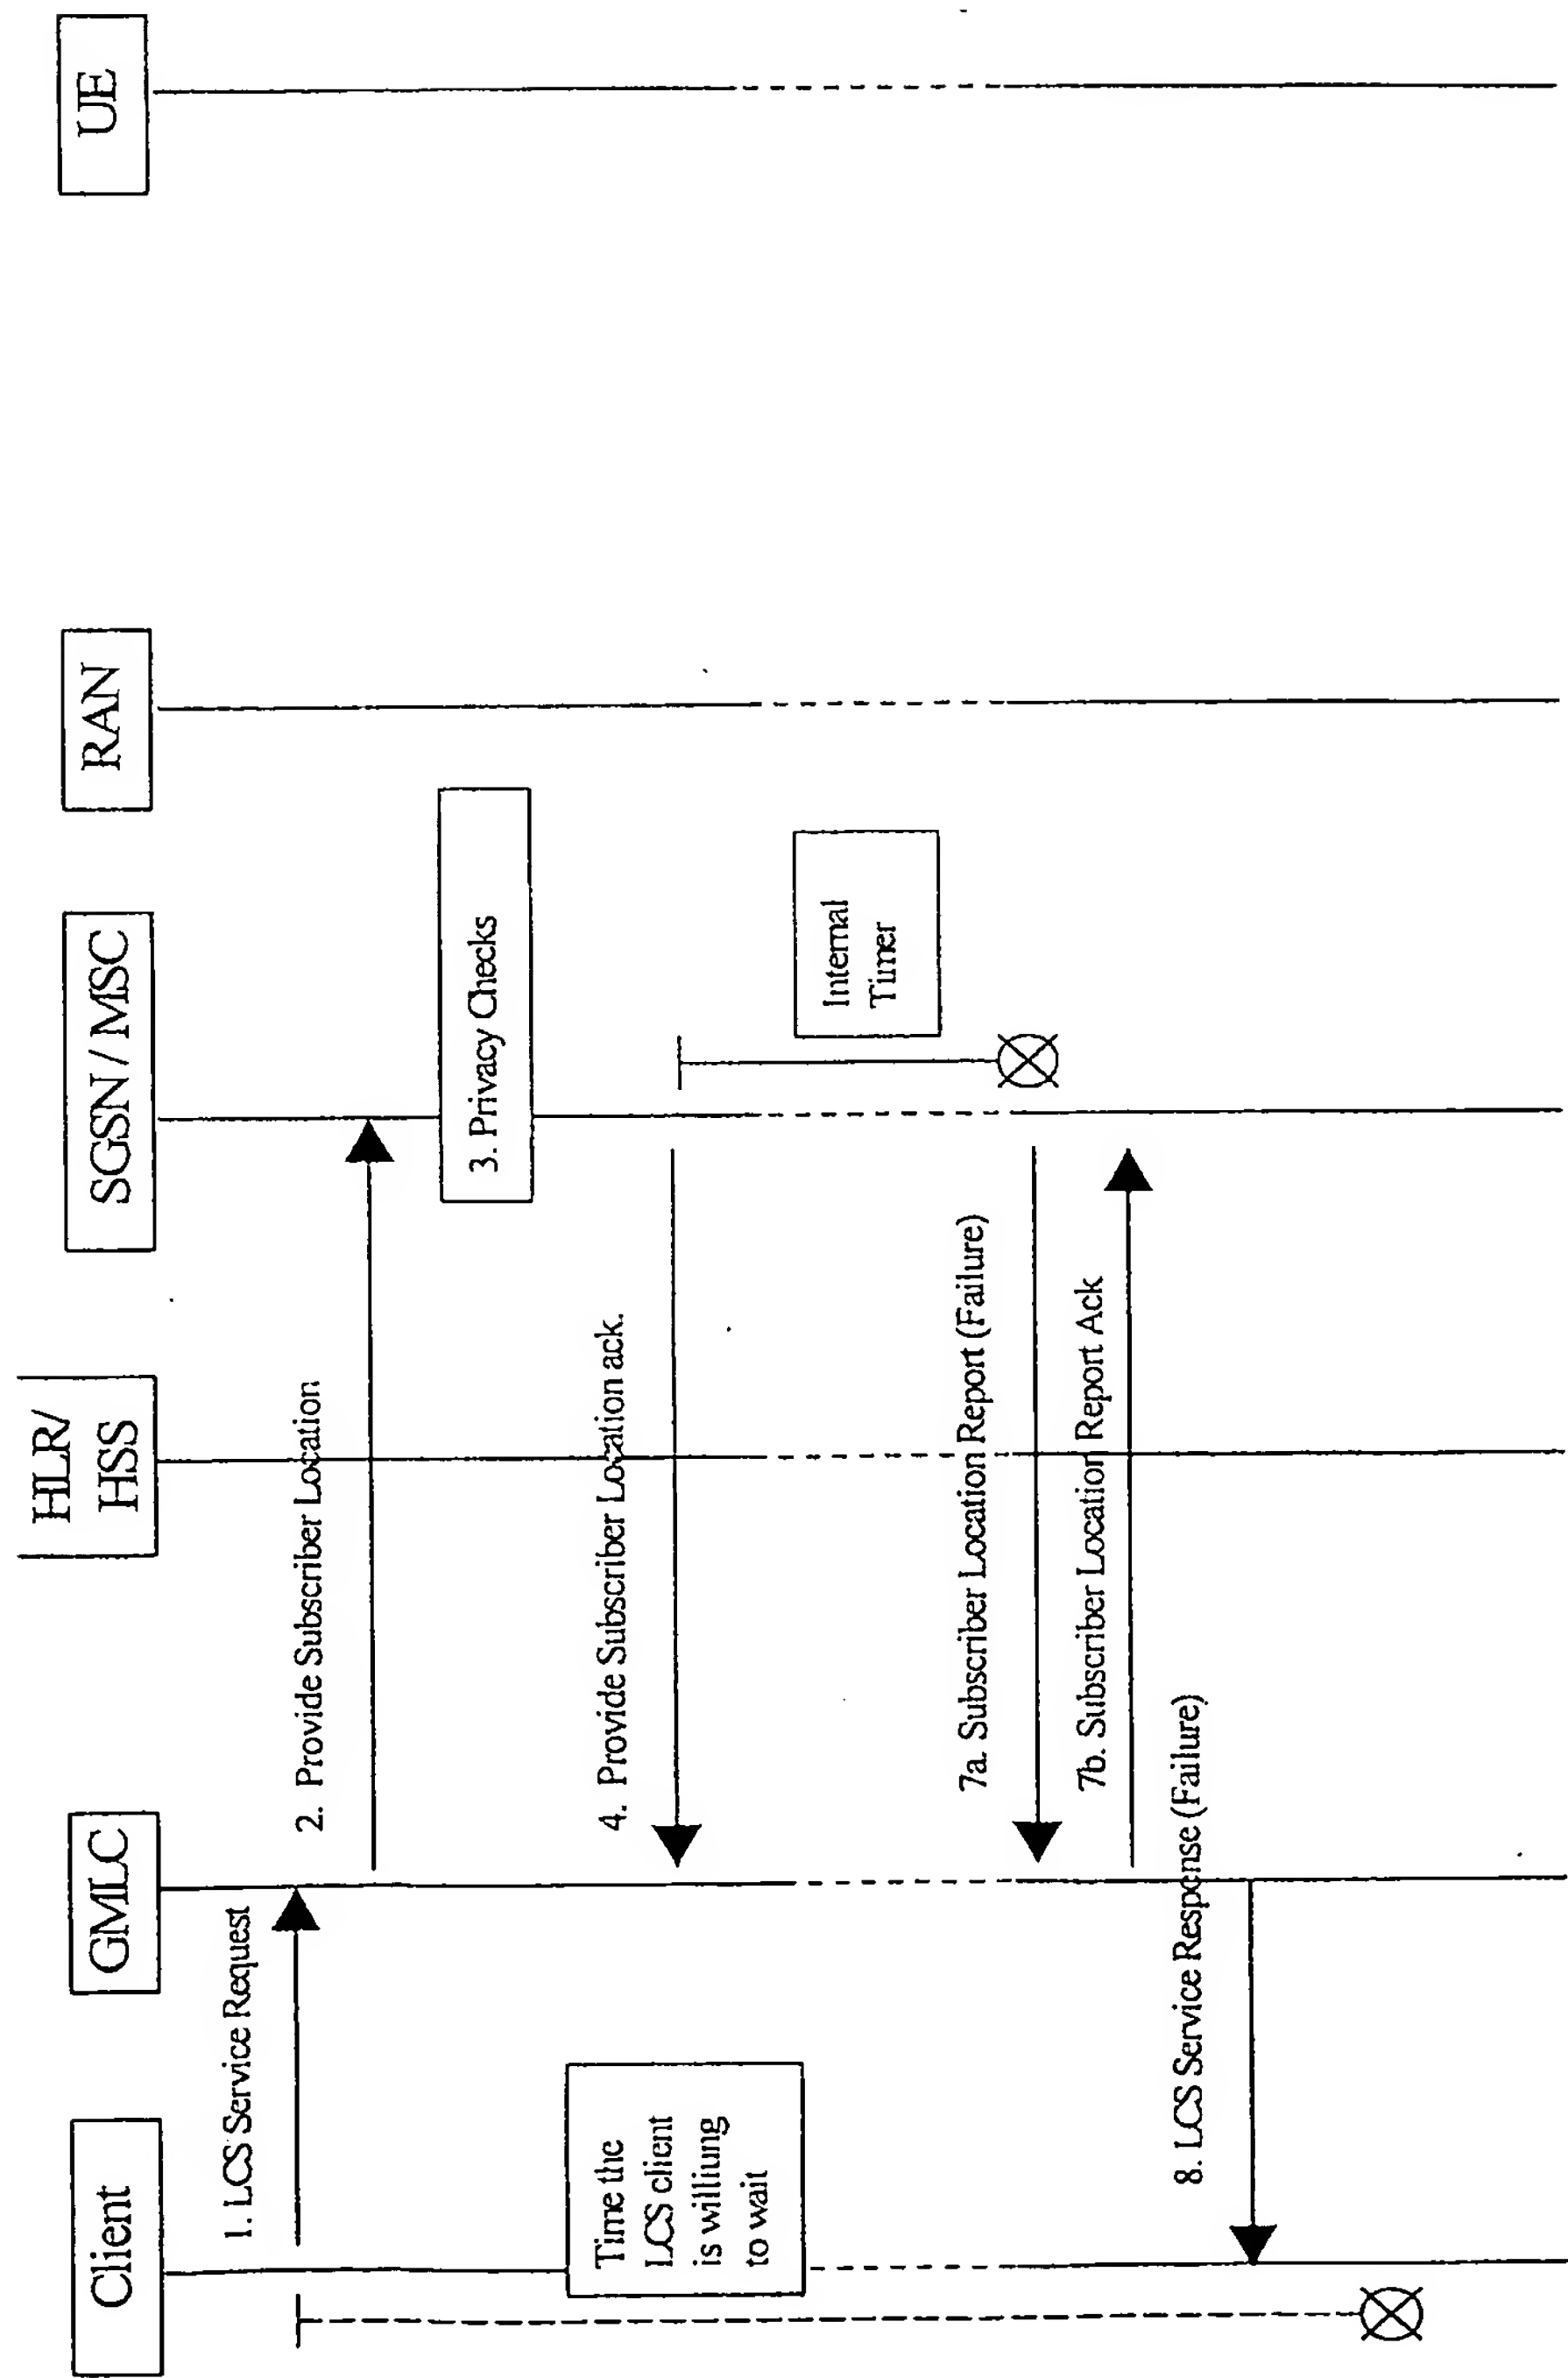 Client
GMLC
HLR/
HSS
SGSN / MSC
RAN
UE
1. LCS Service Request
2. Provide Subscriber Location
3. Privacy Checks
4. Provide Subscriber Location ack.
Time the
LCS client
is williung
to wait
Internal
Timer
7a. Subscriber Location Report (Failure)
7b. Subscriber Location Report Ack
8. LCS Service Response (Failure)